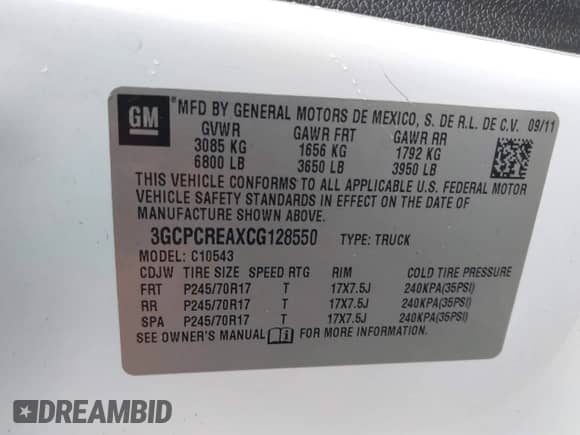 GM ® MFD BY GENERAL MOTORS DE MEXICO, S. DE R.L. DE C.V. 09/11
GVWR GAWR FRT GAWR RR
3085 KG 1656 KG 1792 KG
6800 LB 3650 LB 3950 LB
THIS VEHICLE CONFORMS TO ALL APPLICABLE U.S. FEDERAL MOTOR
VEHICLE SAFETY STANDARDS IN EFFECT ON THE DATE OF
MANUFACTURE SHOWN ABOVE.
3GCPCREAXCG128550 TYPE: TRUCK
MODEL: C10543
CDJW TIRE SIZE SPEED RTG RIM COLD TIRE PRESSURE
FRT P245/70R17 T 17X7.5J 240KPA(35PSI)
RR P245/70R17 T 17X7.5J 240KPA(35PSI)
SPA P245/70R17 T 17X7.5J 240KPA(35PSI)
SEE OWNER'S MANUAL FOR MORE INFORMATION.
DREAMBID